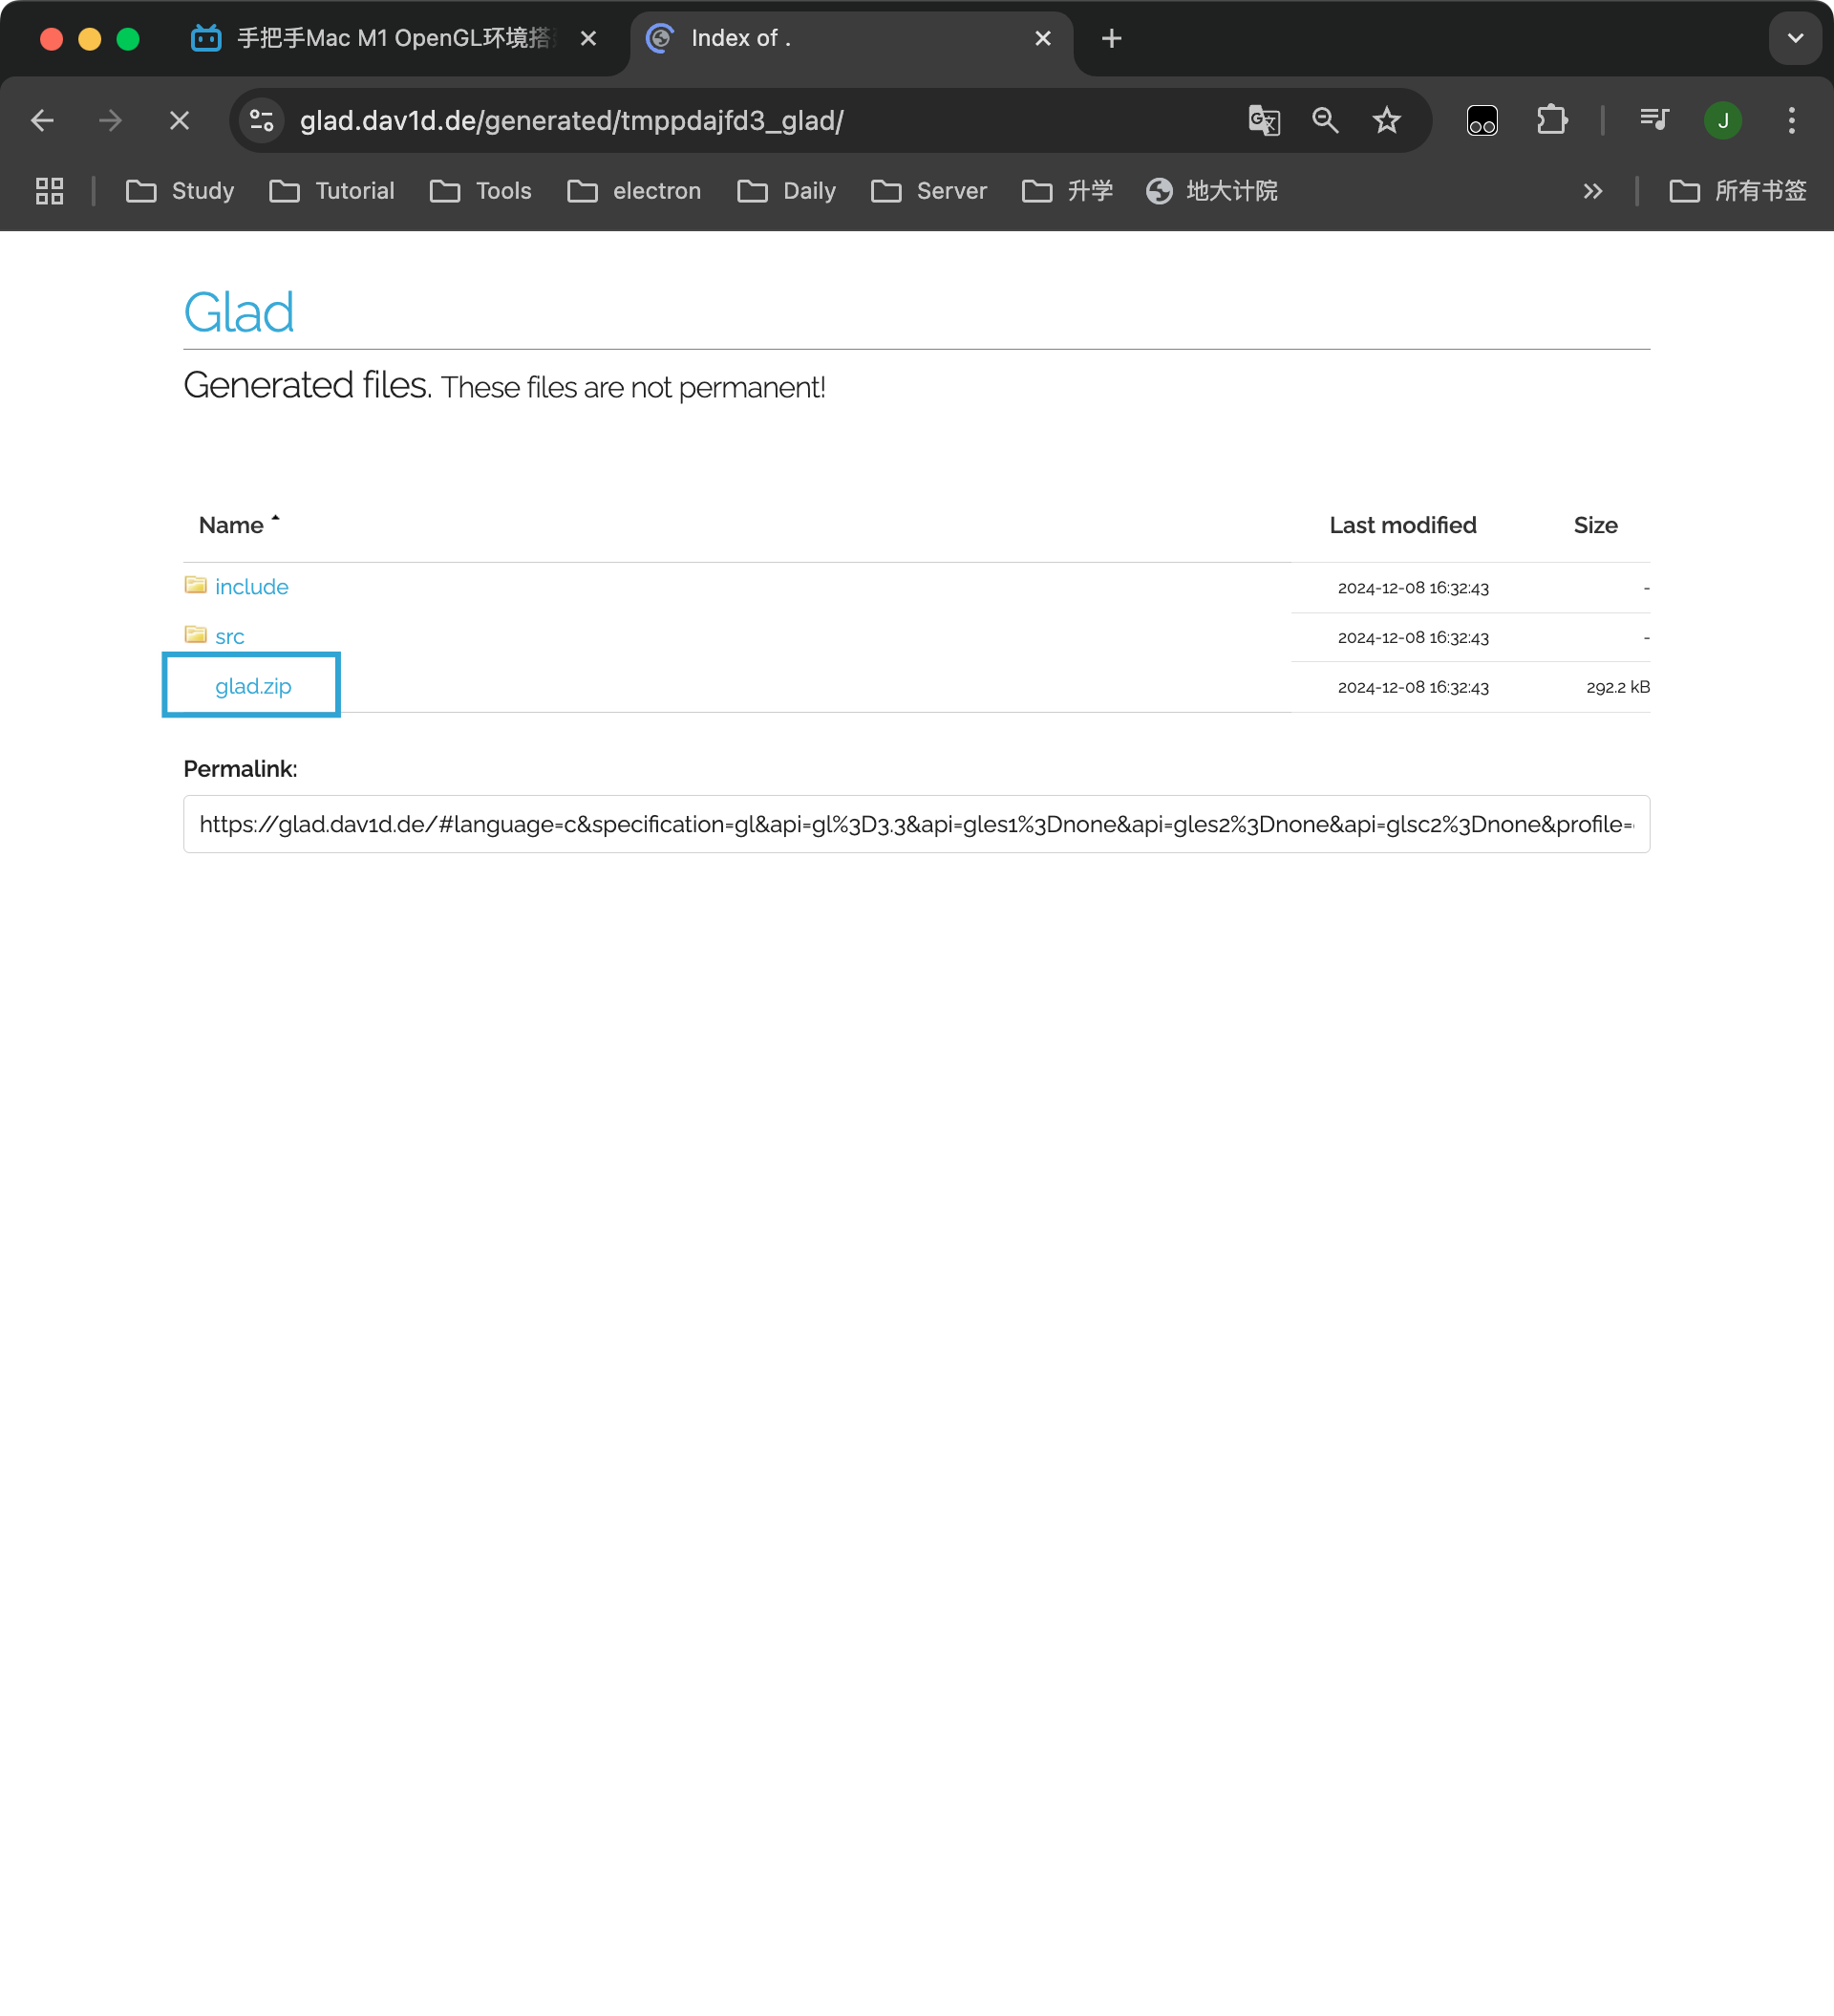 手把手Mac M1 OpenGL环境搭
Index of .
glad.dav1d.de/generated/tmppdajfd3_glad/
J
Study
Tutorial
Tools
electron
Daily
Server
升学
地大计院
所有书签
Glad
Generated files. These files are not permanent!
Name Last modified Size
include 2024-12-08 16:32:43 -
src 2024-12-08 16:32:43 -
glad.zip 2024-12-08 16:32:43 292.2 kB
Permalink:
https://glad.dav1d.de/#language=c&specification=gl&api=gl%3D3.3&api=gles1%3Dnone&api=gles2%3Dnone&api=glsc2%3Dnone&profile=